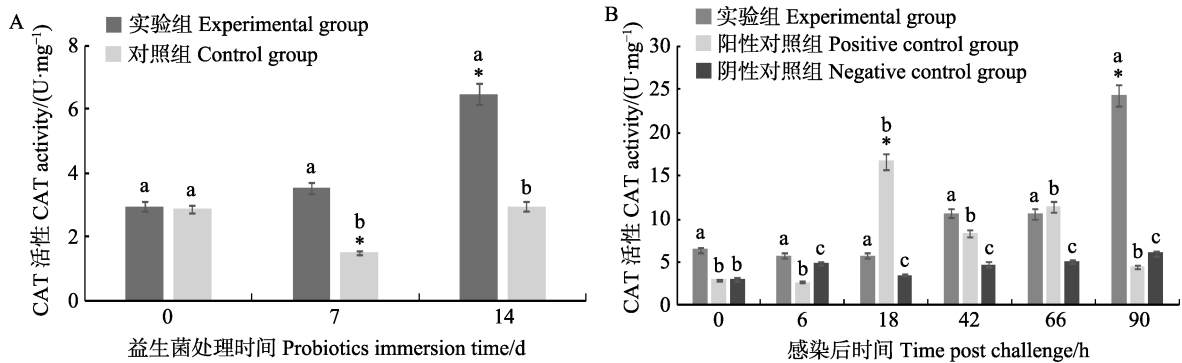 A
实验组 Experimental group
对照组 Control group
CAT 活性 CAT activity/(U·mg⁻¹)
8
6
4
2
0
a
a
a
b
*
a
*
b
0
7
14
益生菌处理时间 Probiotics immersion time/d
B
实验组 Experimental group
阳性对照组 Positive control group
阴性对照组 Negative control group
CAT 活性 CAT activity/(U·mg⁻¹)
30
25
20
15
10
5
0
a
b
b
a
b
c
a
b
*
c
a
b
c
a
b
c
a
*
b
c
0
6
18
42
66
90
感染后时间 Time post challenge/h